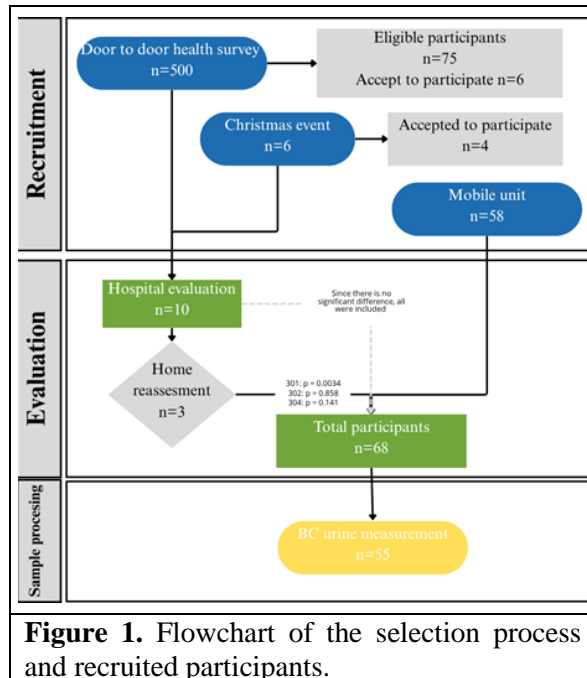 Recruitment
Door to door health survey
n=500
Eligible participants
n=75
Accept to participate n=6
Christmas event
n=6
Accepted to participate
n=4
Mobile unit
n=58
Evaluation
Hospital evaluation
n=10
Since there is no
significant difference, all
were included
Home
reassesment
n=3
301: p = 0.0034
302: p = 0.858
304: p = 0.141
Total participants
n=68
Sample procesing
BC urine measurement
n=55
Figure 1. Flowchart of the selection process
and recruited participants.